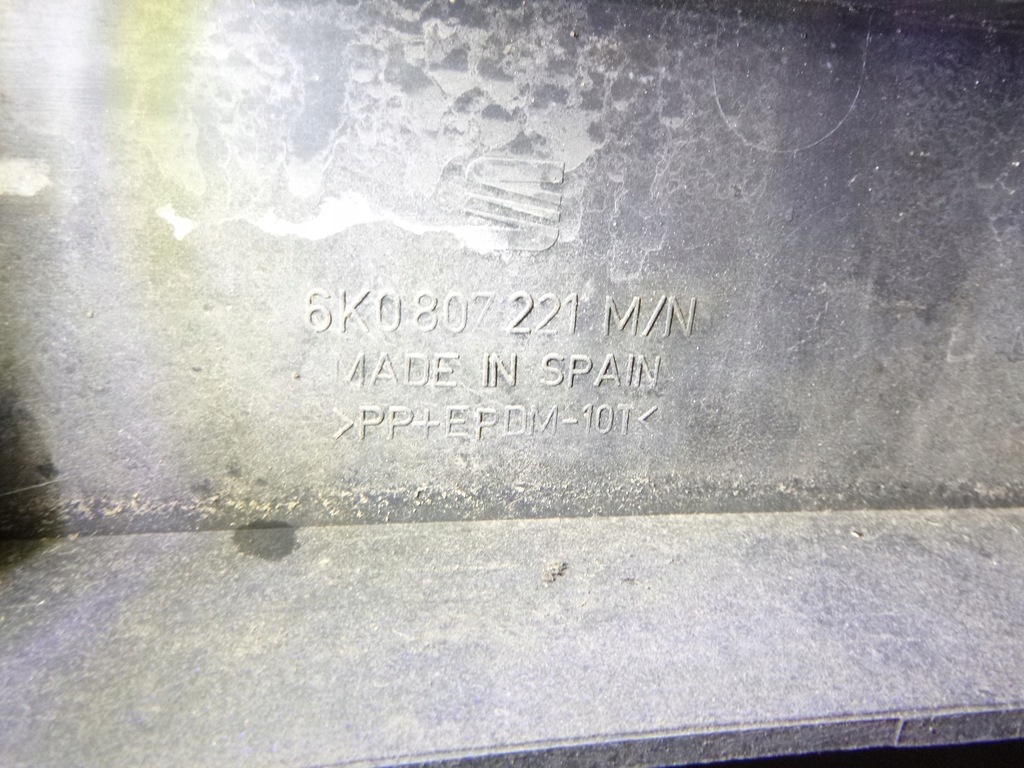 6K0 807 221 M/N
MADE IN SPAIN
>PP+EPDM-10T<